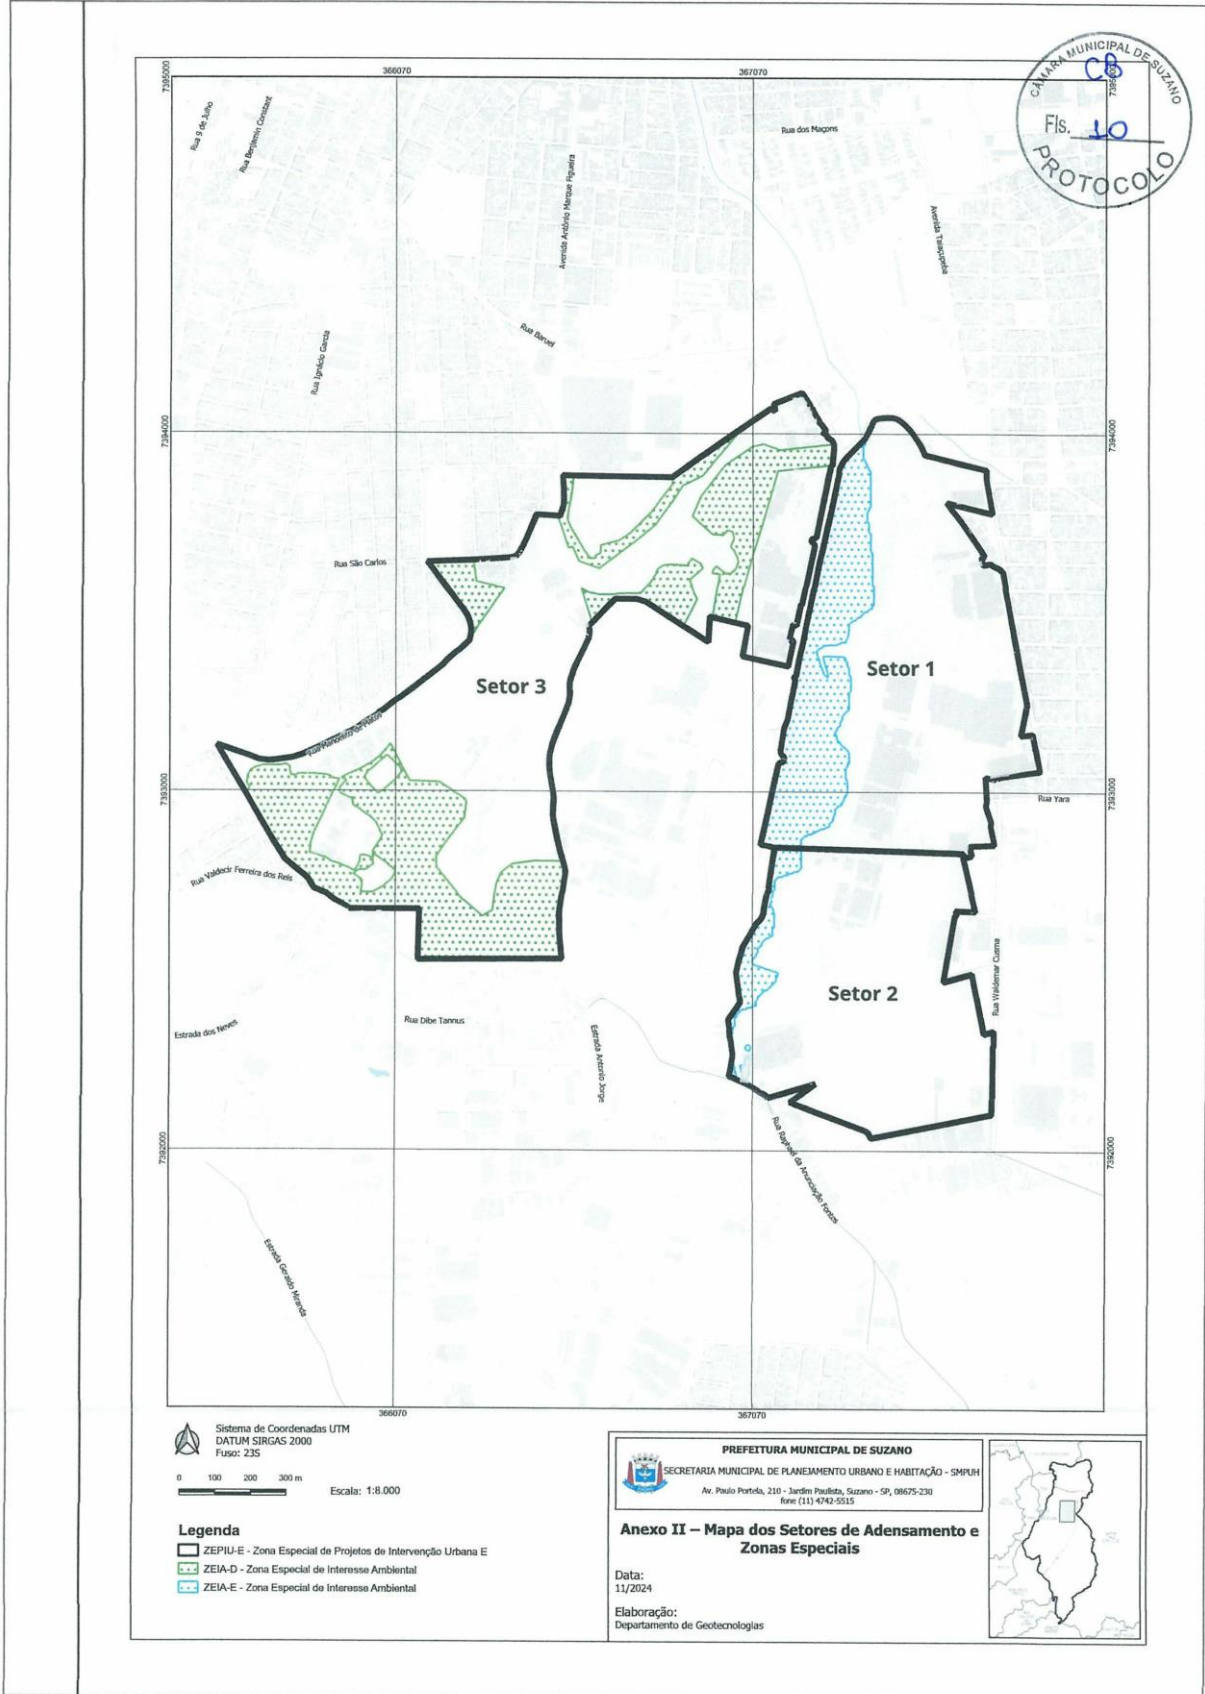 CÂMARA MUNICIPAL DE SUZANO
CB
Fls. 10
PROTOCOLO
366070
367070
7395000
7395000
Rua 9 de Julho
Rua Benjamin Constant
Avenida Antônio Marque Figueira
Rua dos Maçons
Avenida Taiaçupeba
Rua Ignácio Garcia
Rua Baruel
7394000
7394000
Rua São Carlos
Setor 3
Setor 1
7393000
7393000
Rua Yara
Rua Valdecir Ferreira dos Reis
Setor 2
Rua Waldemar Cusma
Estrada dos Neves
Rua Dibe Tannus
Estrada Antonio Jorge
Rua Raphael da Anunciação Fontes
7392000
7392000
Estrada Geraldo Miranda
366070
367070
Sistema de Coordenadas UTM
DATUM SIRGAS 2000
Fuso: 23S
0 100 200 300 m
Escala: 1:8.000
Legenda
ZEPIU-E - Zona Especial de Projetos de Intervenção Urbana E
ZEIA-D - Zona Especial de Interesse Ambiental
ZEIA-E - Zona Especial de Interesse Ambiental
PREFEITURA MUNICIPAL DE SUZANO
SECRETARIA MUNICIPAL DE PLANEJAMENTO URBANO E HABITAÇÃO - SMPUH
Av. Paulo Portela, 210 - Jardim Paulista, Suzano - SP, 08675-230
fone (11) 4742-5515
Anexo II – Mapa dos Setores de Adensamento e
Zonas Especiais
Data:
11/2024
Elaboração:
Departamento de Geotecnologias